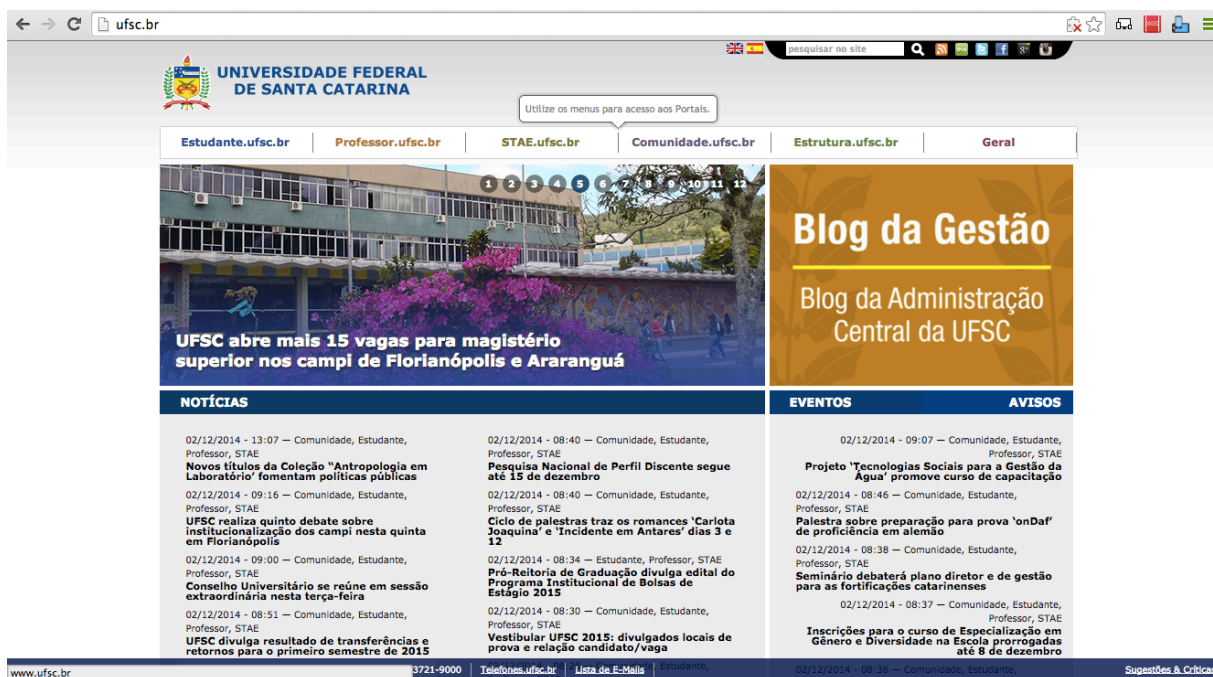 ufsc.br
pesquisar no site
UNIVERSIDADE FEDERAL
DE SANTA CATARINA
Utilize os menus para acesso aos Portais.
Estudante.ufsc.br
Professor.ufsc.br
STAE.ufsc.br
Comunidade.ufsc.br
Estrutura.ufsc.br
Geral
1 2 3 4 5 6 7 8 9 10 11 12
UFSC abre mais 15 vagas para magistério
superior nos campi de Florianópolis e Araranguá
Blog da Gestão
Blog da Administração
Central da UFSC
NOTÍCIAS
02/12/2014 - 13:07 — Comunidade, Estudante,
Professor, STAE
Novos títulos da Coleção "Antropologia em
Laboratório' fomentam políticas públicas
02/12/2014 - 09:16 — Comunidade, Estudante,
Professor, STAE
UFSC realiza quinto debate sobre
institucionalização dos campi nesta quinta
em Florianópolis
02/12/2014 - 09:00 — Comunidade, Estudante,
Professor, STAE
Conselho Universitário se reúne em sessão
extraordinária nesta terça-feira
02/12/2014 - 08:51 — Comunidade, Estudante,
Professor, STAE
UFSC divulga resultado de transferências e
retornos para o primeiro semestre de 2015
02/12/2014 - 08:40 — Comunidade, Estudante,
Professor, STAE
Pesquisa Nacional de Perfil Discente segue
até 15 de dezembro
02/12/2014 - 08:40 — Comunidade, Estudante,
Professor, STAE
Ciclo de palestras traz os romances 'Carlota
Joaquina' e 'Incidente em Antares' dias 3 e
12
02/12/2014 - 08:34 — Estudante, Professor, STAE
Pró-Reitoria de Graduação divulga edital do
Programa Institucional de Bolsas de
Estágio 2015
02/12/2014 - 08:30 — Comunidade, Estudante,
Professor, STAE
Vestibular UFSC 2015: divulgados locais de
prova e relação candidato/vaga
EVENTOS
AVISOS
02/12/2014 - 09:07 — Comunidade, Estudante,
Professor, STAE
Projeto 'Tecnologias Sociais para a Gestão da
Água' promove curso de capacitação
02/12/2014 - 08:46 — Comunidade, Estudante,
Professor, STAE
Palestra sobre preparação para prova 'onDaf'
de proficiência em alemão
02/12/2014 - 08:38 — Comunidade, Estudante,
Professor, STAE
Seminário debaterá plano diretor e de gestão
para as fortificações catarinenses
02/12/2014 - 08:37 — Comunidade, Estudante,
Professor, STAE
Inscrições para o curso de Especialização em
Gênero e Diversidade na Escola prorrogadas
até 8 de dezembro
02/12/2014 - 08:36 — Comunidade, Estudante,
www.ufsc.br
3721-9000
Telefones.ufsc.br
Lista de E-Mails
Sugestões & Críticas